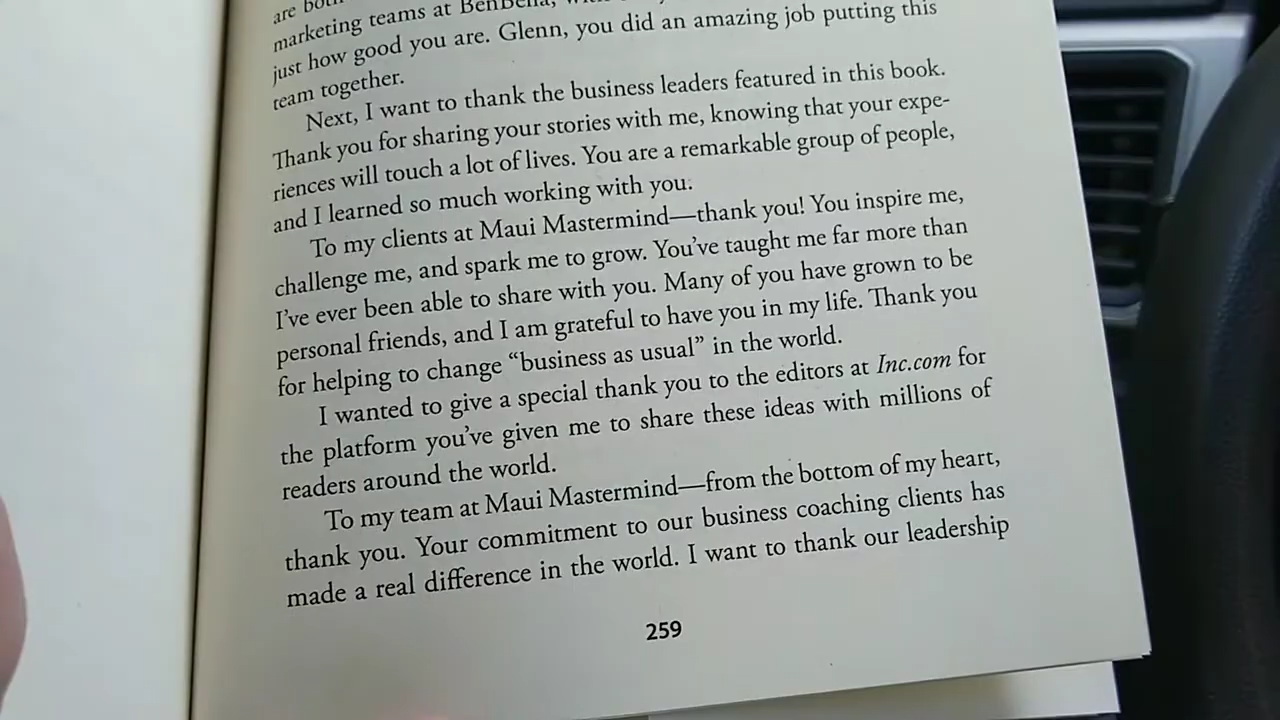 are both
marketing teams at BenBella,
just how good you are. Glenn, you did an amazing job putting this
team together.
Next, I want to thank the business leaders featured in this book.
Thank you for sharing your stories with me, knowing that your expe-
riences will touch a lot of lives. You are a remarkable group of people,
and I learned so much working with you.
To my clients at Maui Mastermind—thank you! You inspire me,
challenge me, and spark me to grow. You’ve taught me far more than
I’ve ever been able to share with you. Many of you have grown to be
personal friends, and I am grateful to have you in my life. Thank you
for helping to change “business as usual” in the world.
I wanted to give a special thank you to the editors at Inc.com for
the platform you’ve given me to share these ideas with millions of
readers around the world.
To my team at Maui Mastermind—from the bottom of my heart,
thank you. Your commitment to our business coaching clients has
made a real difference in the world. I want to thank our leadership
259